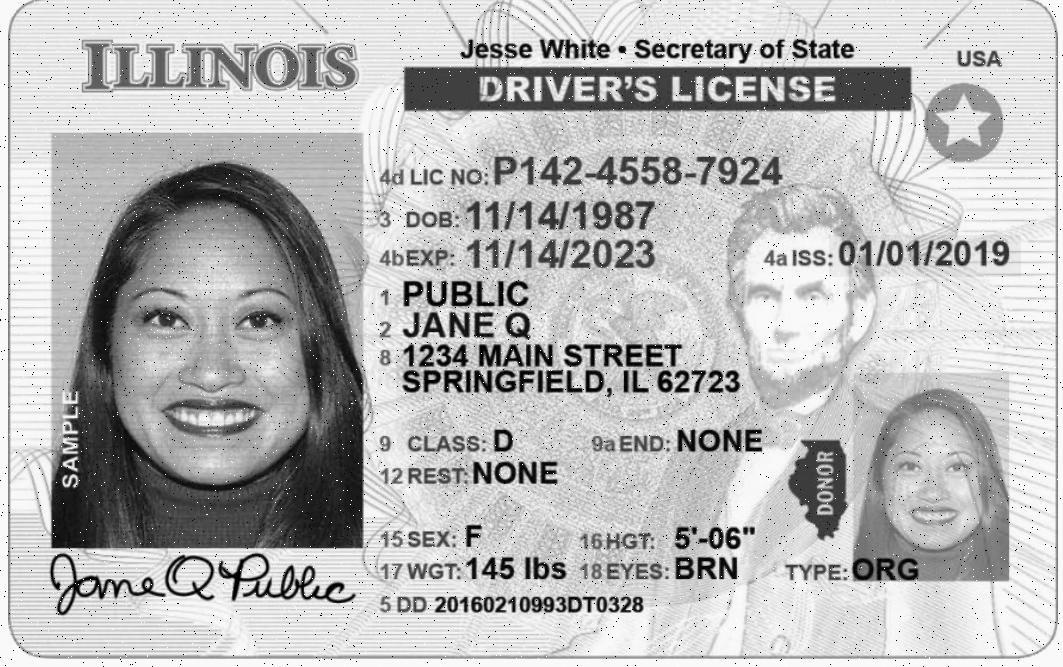 ILLINOIS
Jesse White • Secretary of State
USA
DRIVER'S LICENSE
4d LIC NO: P142-4558-7924
3 DOB: 11/14/1987
4b EXP: 11/14/2023 4a ISS: 01/01/2019
1 PUBLIC
2 JANE Q
8 1234 MAIN STREET
SPRINGFIELD, IL 62723
9 CLASS: D 9a END: NONE
12 REST: NONE
SAMPLE
DONOR
15 SEX: F 16 HGT: 5'-06"
17 WGT: 145 lbs 18 EYES: BRN TYPE: ORG
5 DD 20160210993DT0328
Jane Q Public